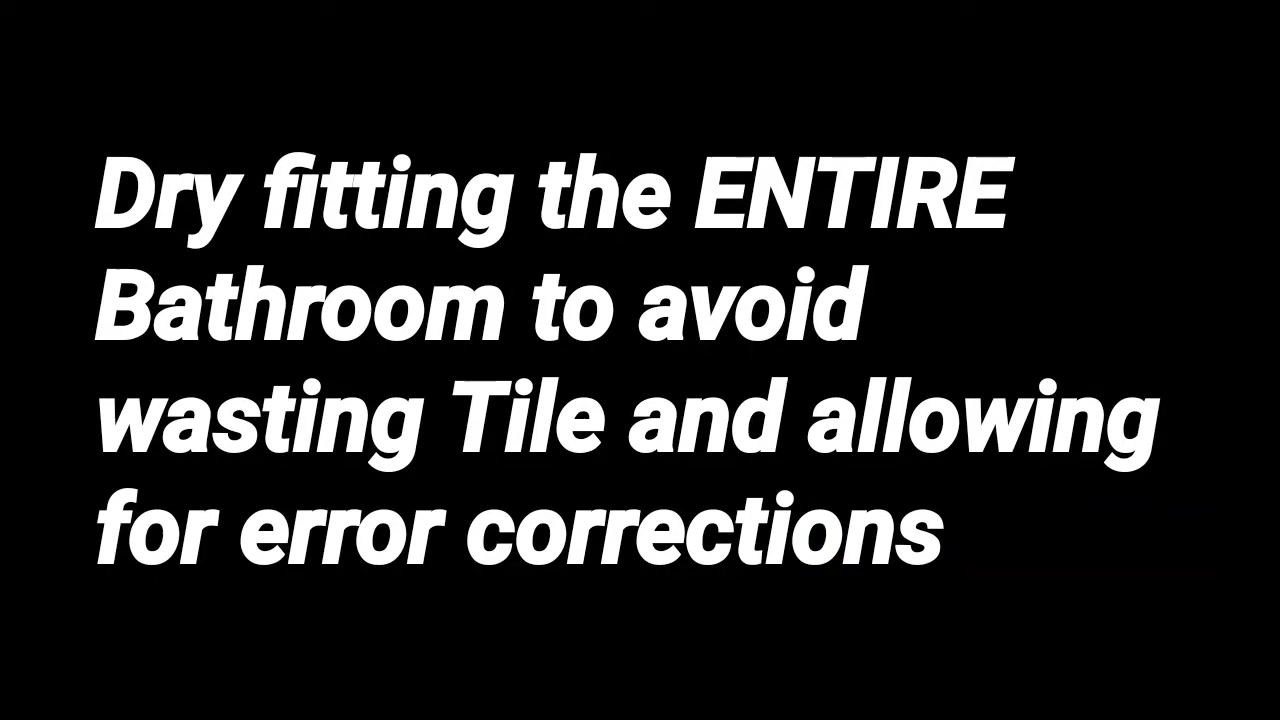 Dry fitting the ENTIRE
Bathroom to avoid
wasting Tile and allowing
for error corrections